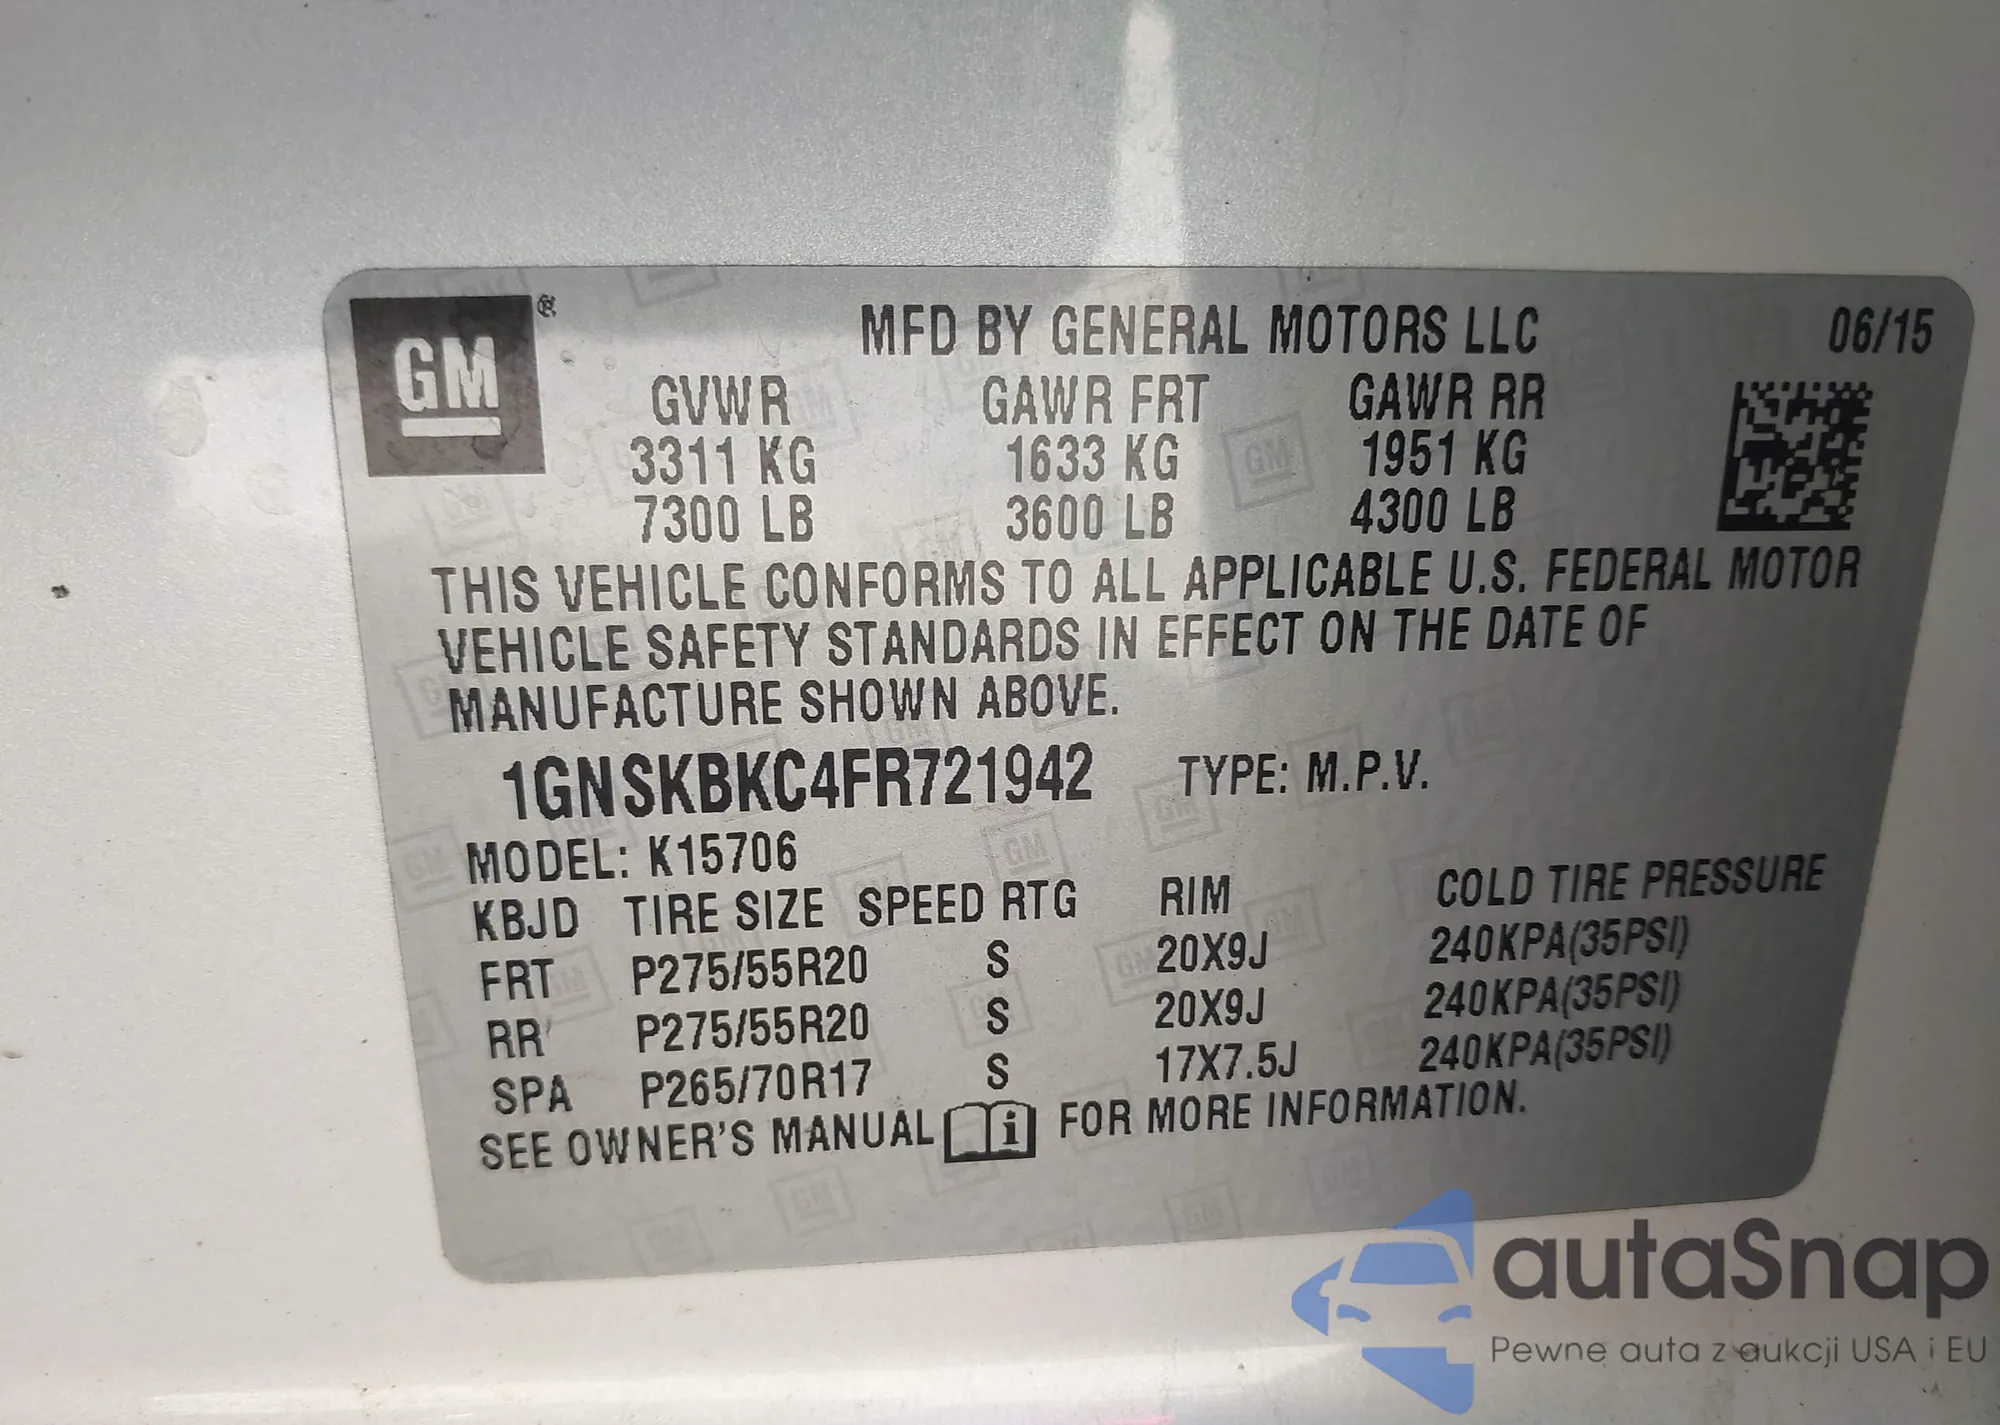 GM ®
MFD BY GENERAL MOTORS LLC 06/15
GVWR GAWR FRT GAWR RR
3311 KG 1633 KG 1951 KG
7300 LB 3600 LB 4300 LB
THIS VEHICLE CONFORMS TO ALL APPLICABLE U.S. FEDERAL MOTOR
VEHICLE SAFETY STANDARDS IN EFFECT ON THE DATE OF
MANUFACTURE SHOWN ABOVE.
1GNSKBKC4FR721942 TYPE: M.P.V.
MODEL: K15706
KBJD TIRE SIZE SPEED RTG RIM COLD TIRE PRESSURE
FRT P275/55R20 S 20X9J 240KPA(35PSI)
RR P275/55R20 S 20X9J 240KPA(35PSI)
SPA P265/70R17 S 17X7.5J 240KPA(35PSI)
SEE OWNER'S MANUAL i FOR MORE INFORMATION.
autaSnap
Pewne auta z aukcji USA i EU